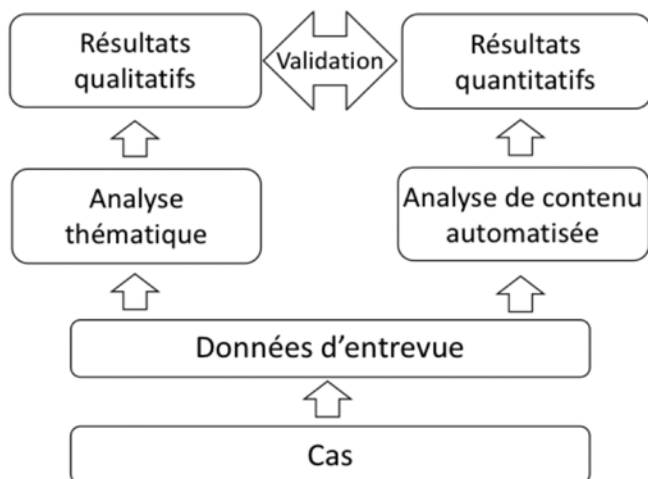 Résultats
qualitatifs
Validation
Résultats
quantitatifs
Analyse
thématique
Analyse de contenu
automatisée
Données d’entrevue
Cas